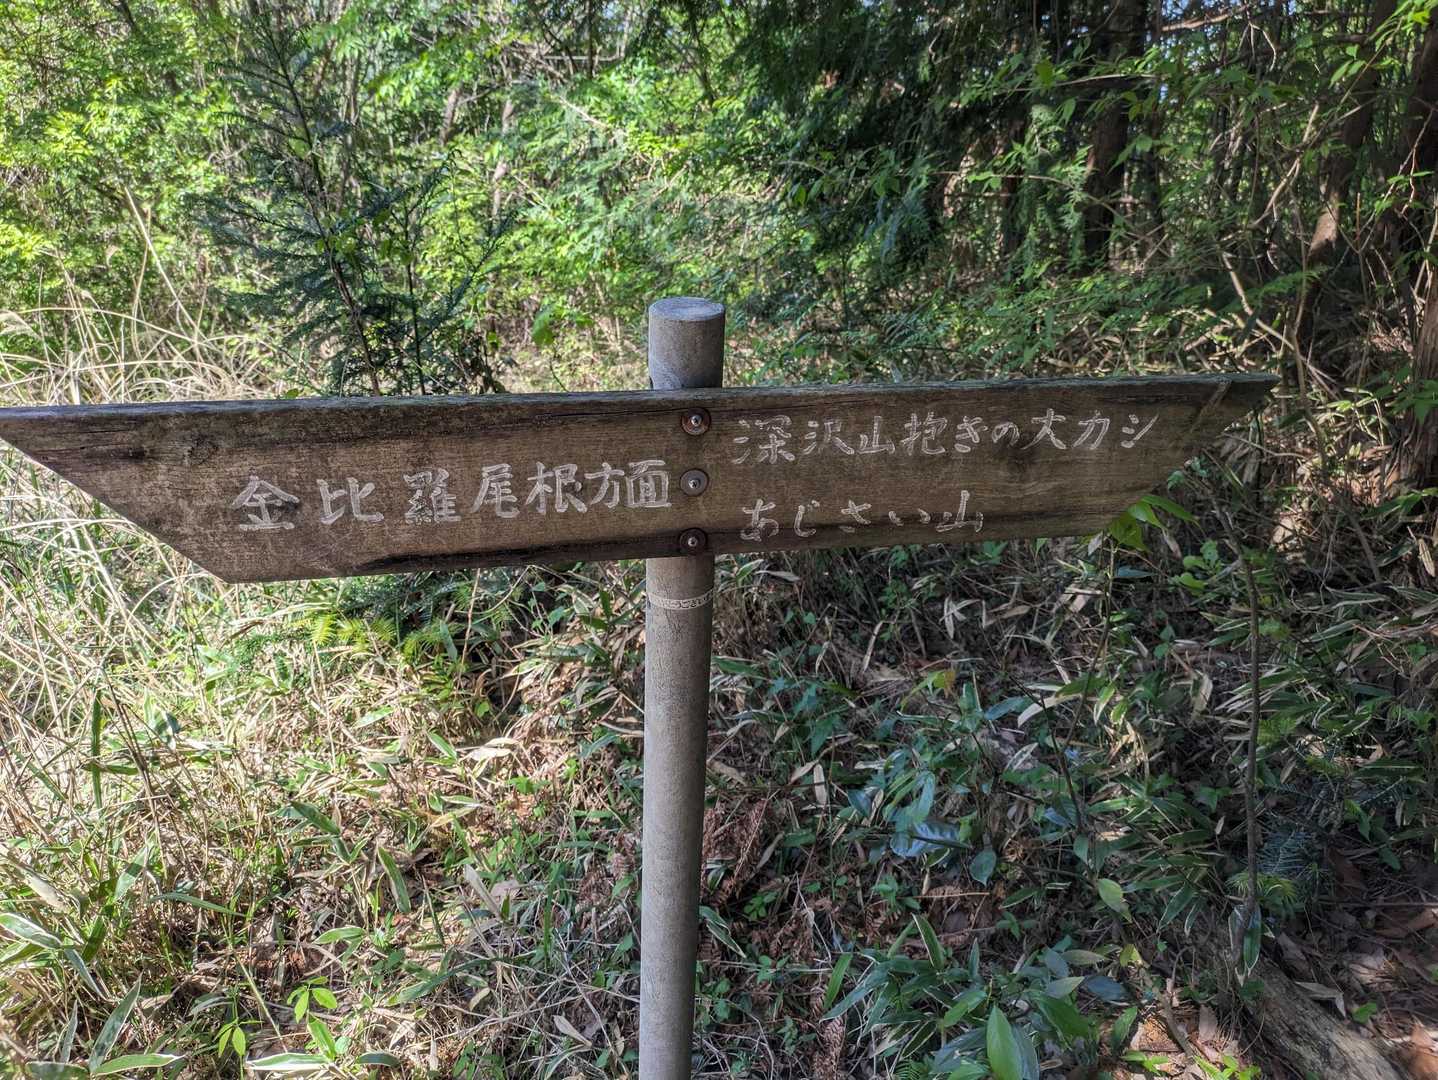 金比羅尾根方面
深沢山抱きの大カシ
あじさい山